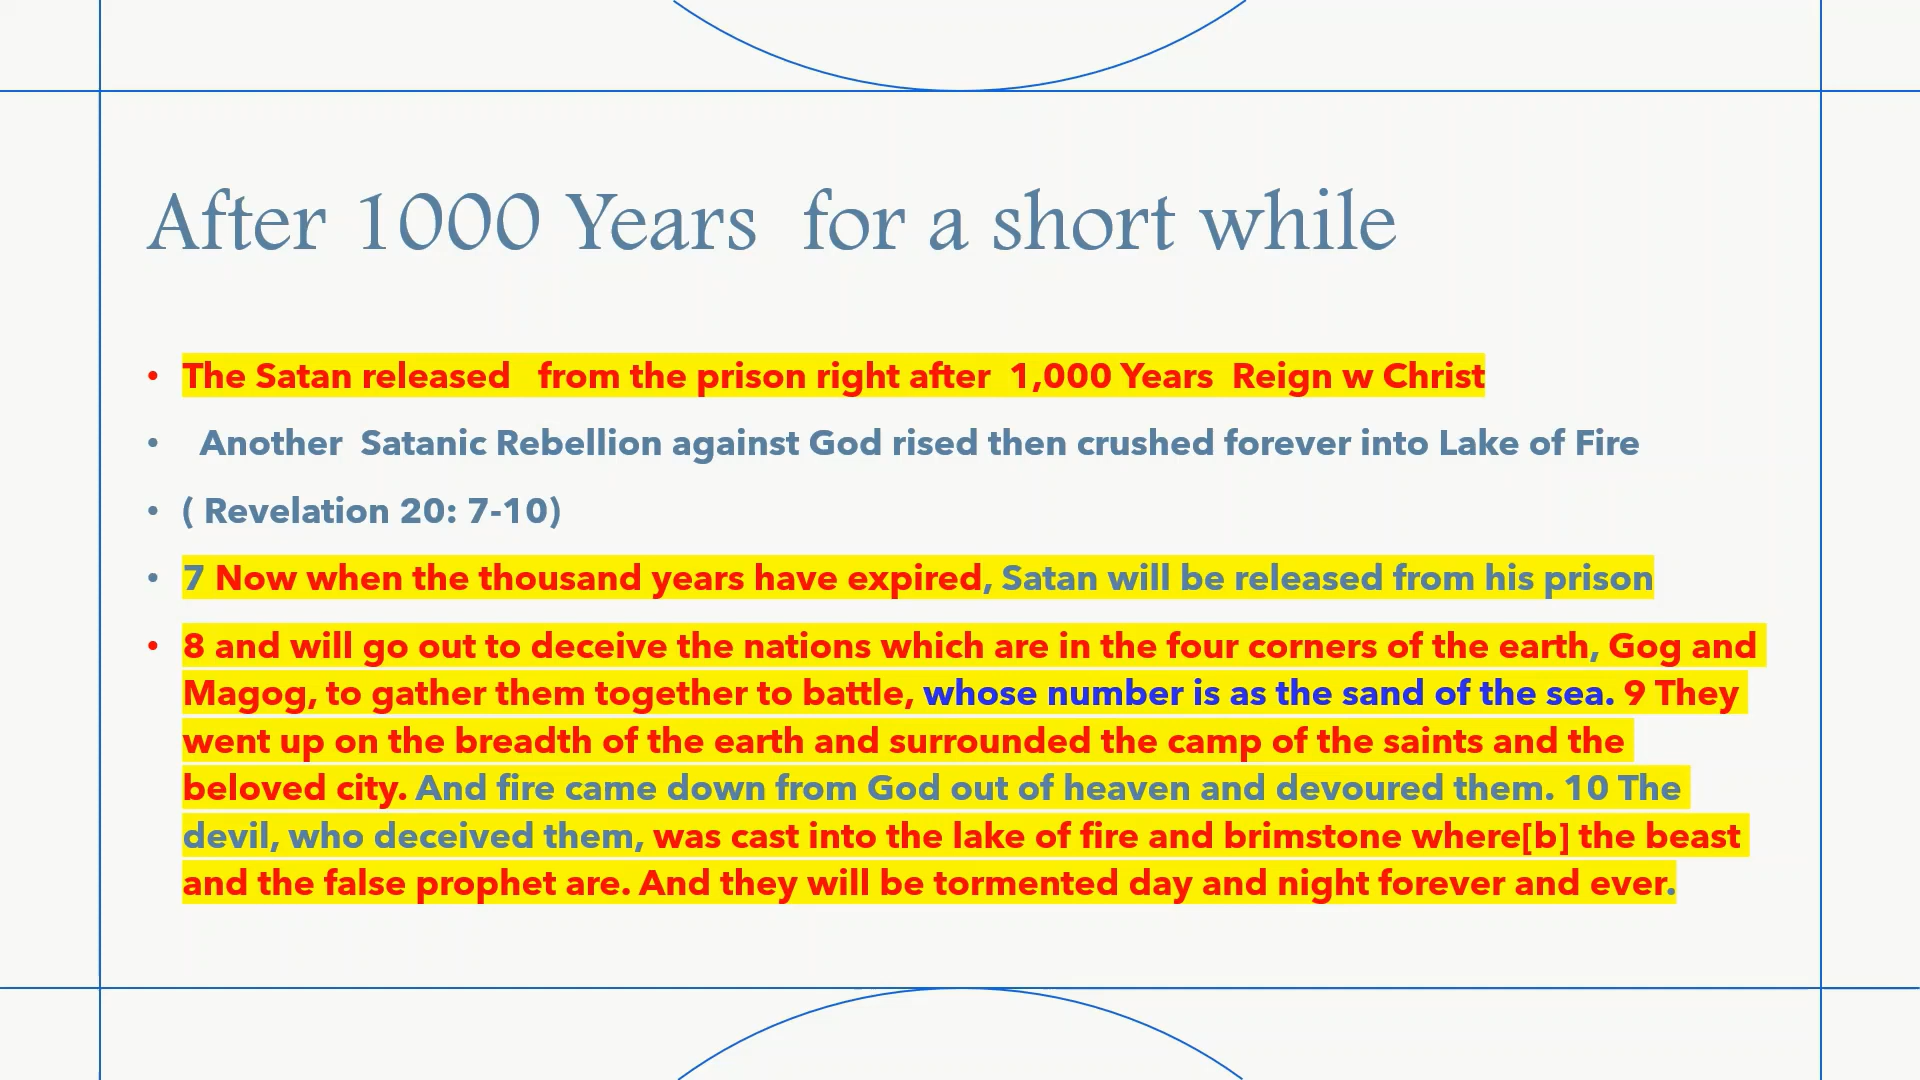 After 1000 Years  for a short while
• The Satan released   from the prison right after  1,000 Years  Reign w Christ
•  Another  Satanic Rebellion against God rised then crushed forever into Lake of Fire
• ( Revelation 20: 7-10)
• 7 Now when the thousand years have expired, Satan will be released from his prison
• 8 and will go out to deceive the nations which are in the four corners of the earth, Gog and
Magog, to gather them together to battle, whose number is as the sand of the sea. 9 They
went up on the breadth of the earth and surrounded the camp of the saints and the
beloved city. And fire came down from God out of heaven and devoured them. 10 The
devil, who deceived them, was cast into the lake of fire and brimstone where[b] the beast
and the false prophet are. And they will be tormented day and night forever and ever.